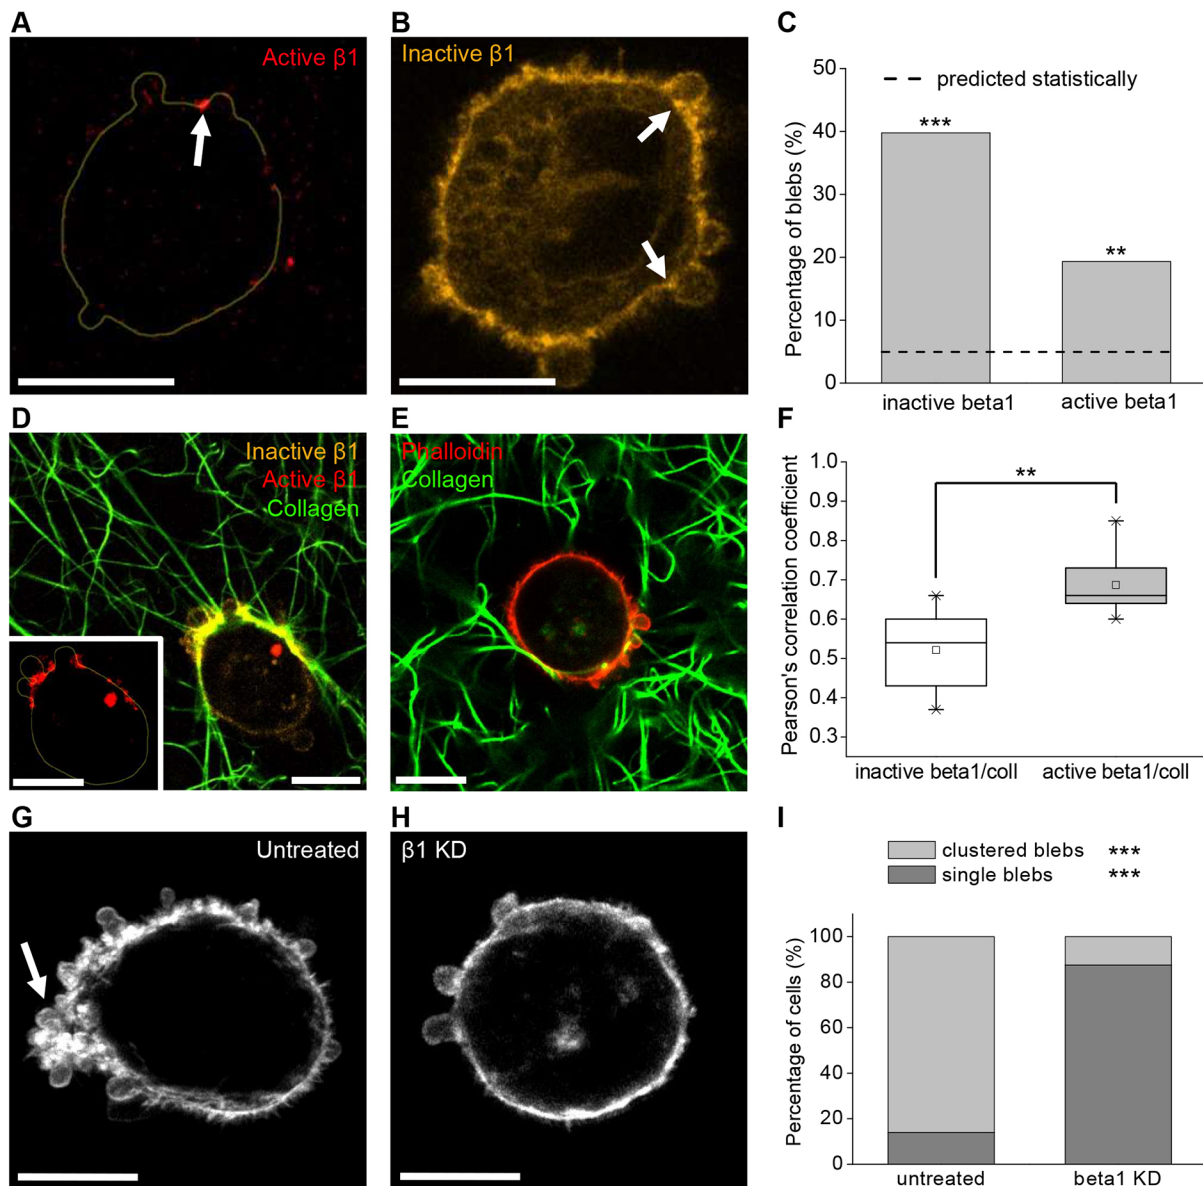 A
Active β1
B
Inactive β1
C
Percentage of blebs (%)
50
40
30
20
10
0
predicted statistically
***
**
inactive beta1
active beta1
D
Inactive β1
Active β1
Collagen
E
Phalloidin
Collagen
F
Pearson's correlation coefficient
1.0
0.9
0.8
0.7
0.6
0.5
0.4
0.3
**
inactive beta1/coll
active beta1/coll
G
Untreated
H
β1 KD
I
clustered blebs ***
single blebs ***
Percentage of cells (%)
100
80
60
40
20
0
untreated
beta1 KD